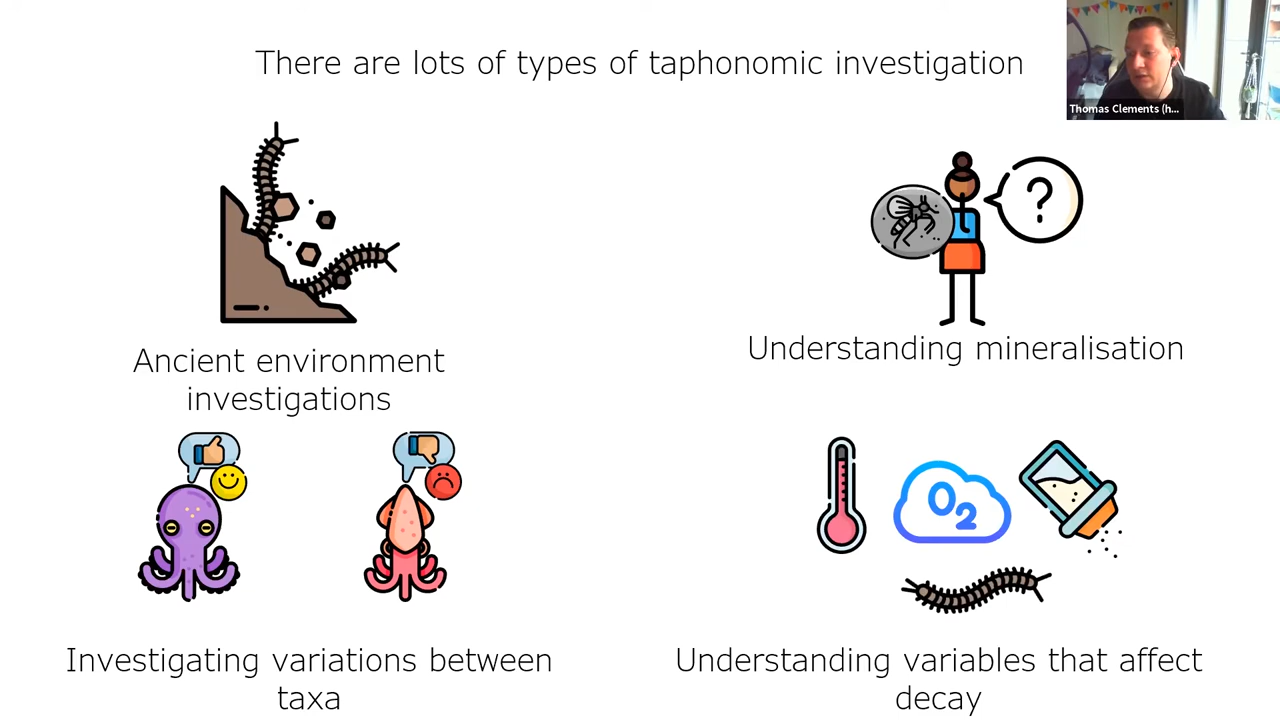 There are lots of types of taphonomic investigation
Thomas Clements (h...
?
Ancient environment
investigations
Understanding mineralisation
O2
Investigating variations between
taxa
Understanding variables that affect
decay